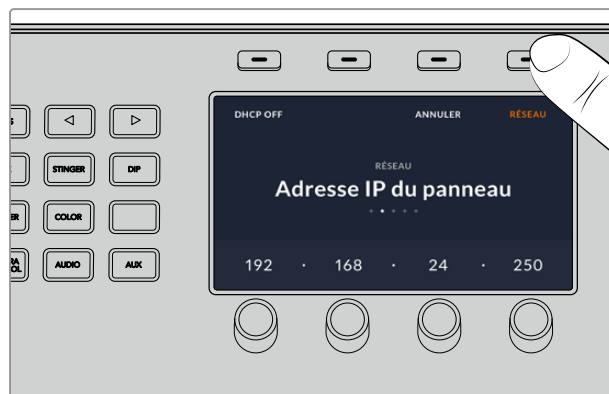 DHCP OFF ANNULER RÉSEAU
RÉSEAU
Adresse IP du panneau
192 · 168 · 24 · 250
STINGER DIP
COLOR
AUDIO AUX